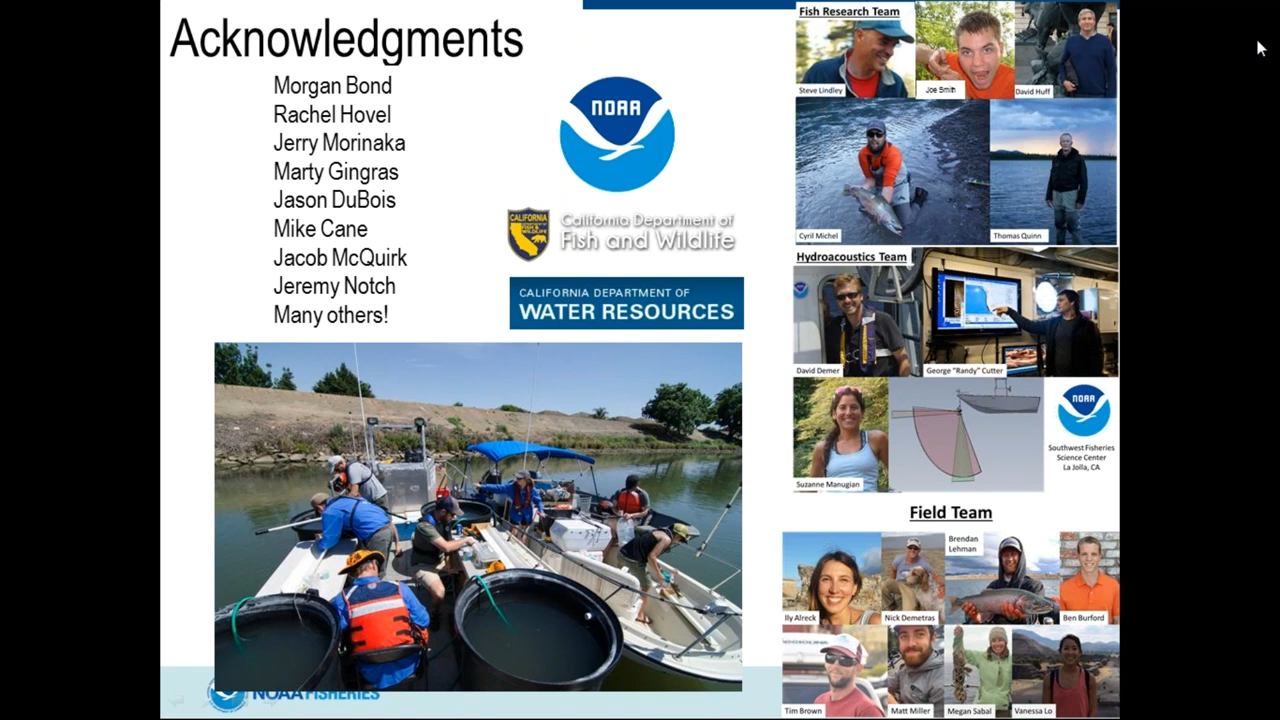 Acknowledgments
Morgan Bond
Rachel Hovel
Jerry Morinaka
Marty Gingras
Jason DuBois
Mike Cane
Jacob McQuirk
Jeremy Notch
Many others!
NOAA
CALIFORNIA
California Department of
Fish and Wildlife
CALIFORNIA DEPARTMENT OF
WATER RESOURCES
NOAA FISHERIES
Fish Research Team
Steve Lindley
Joe Smith
David Huff
Cyril Michel
Thomas Quinn
Hydroacoustics Team
David Demer
George "Randy" Cutter
Suzanne Manugian
NOAA
Southwest Fisheries
Science Center
La Jolla, CA
Field Team
Brendan
Lehman
Ily Alreck
Nick Demetras
Ben Burford
Tim Brown
Matt Miller
Megan Sabal
Vanessa Lo